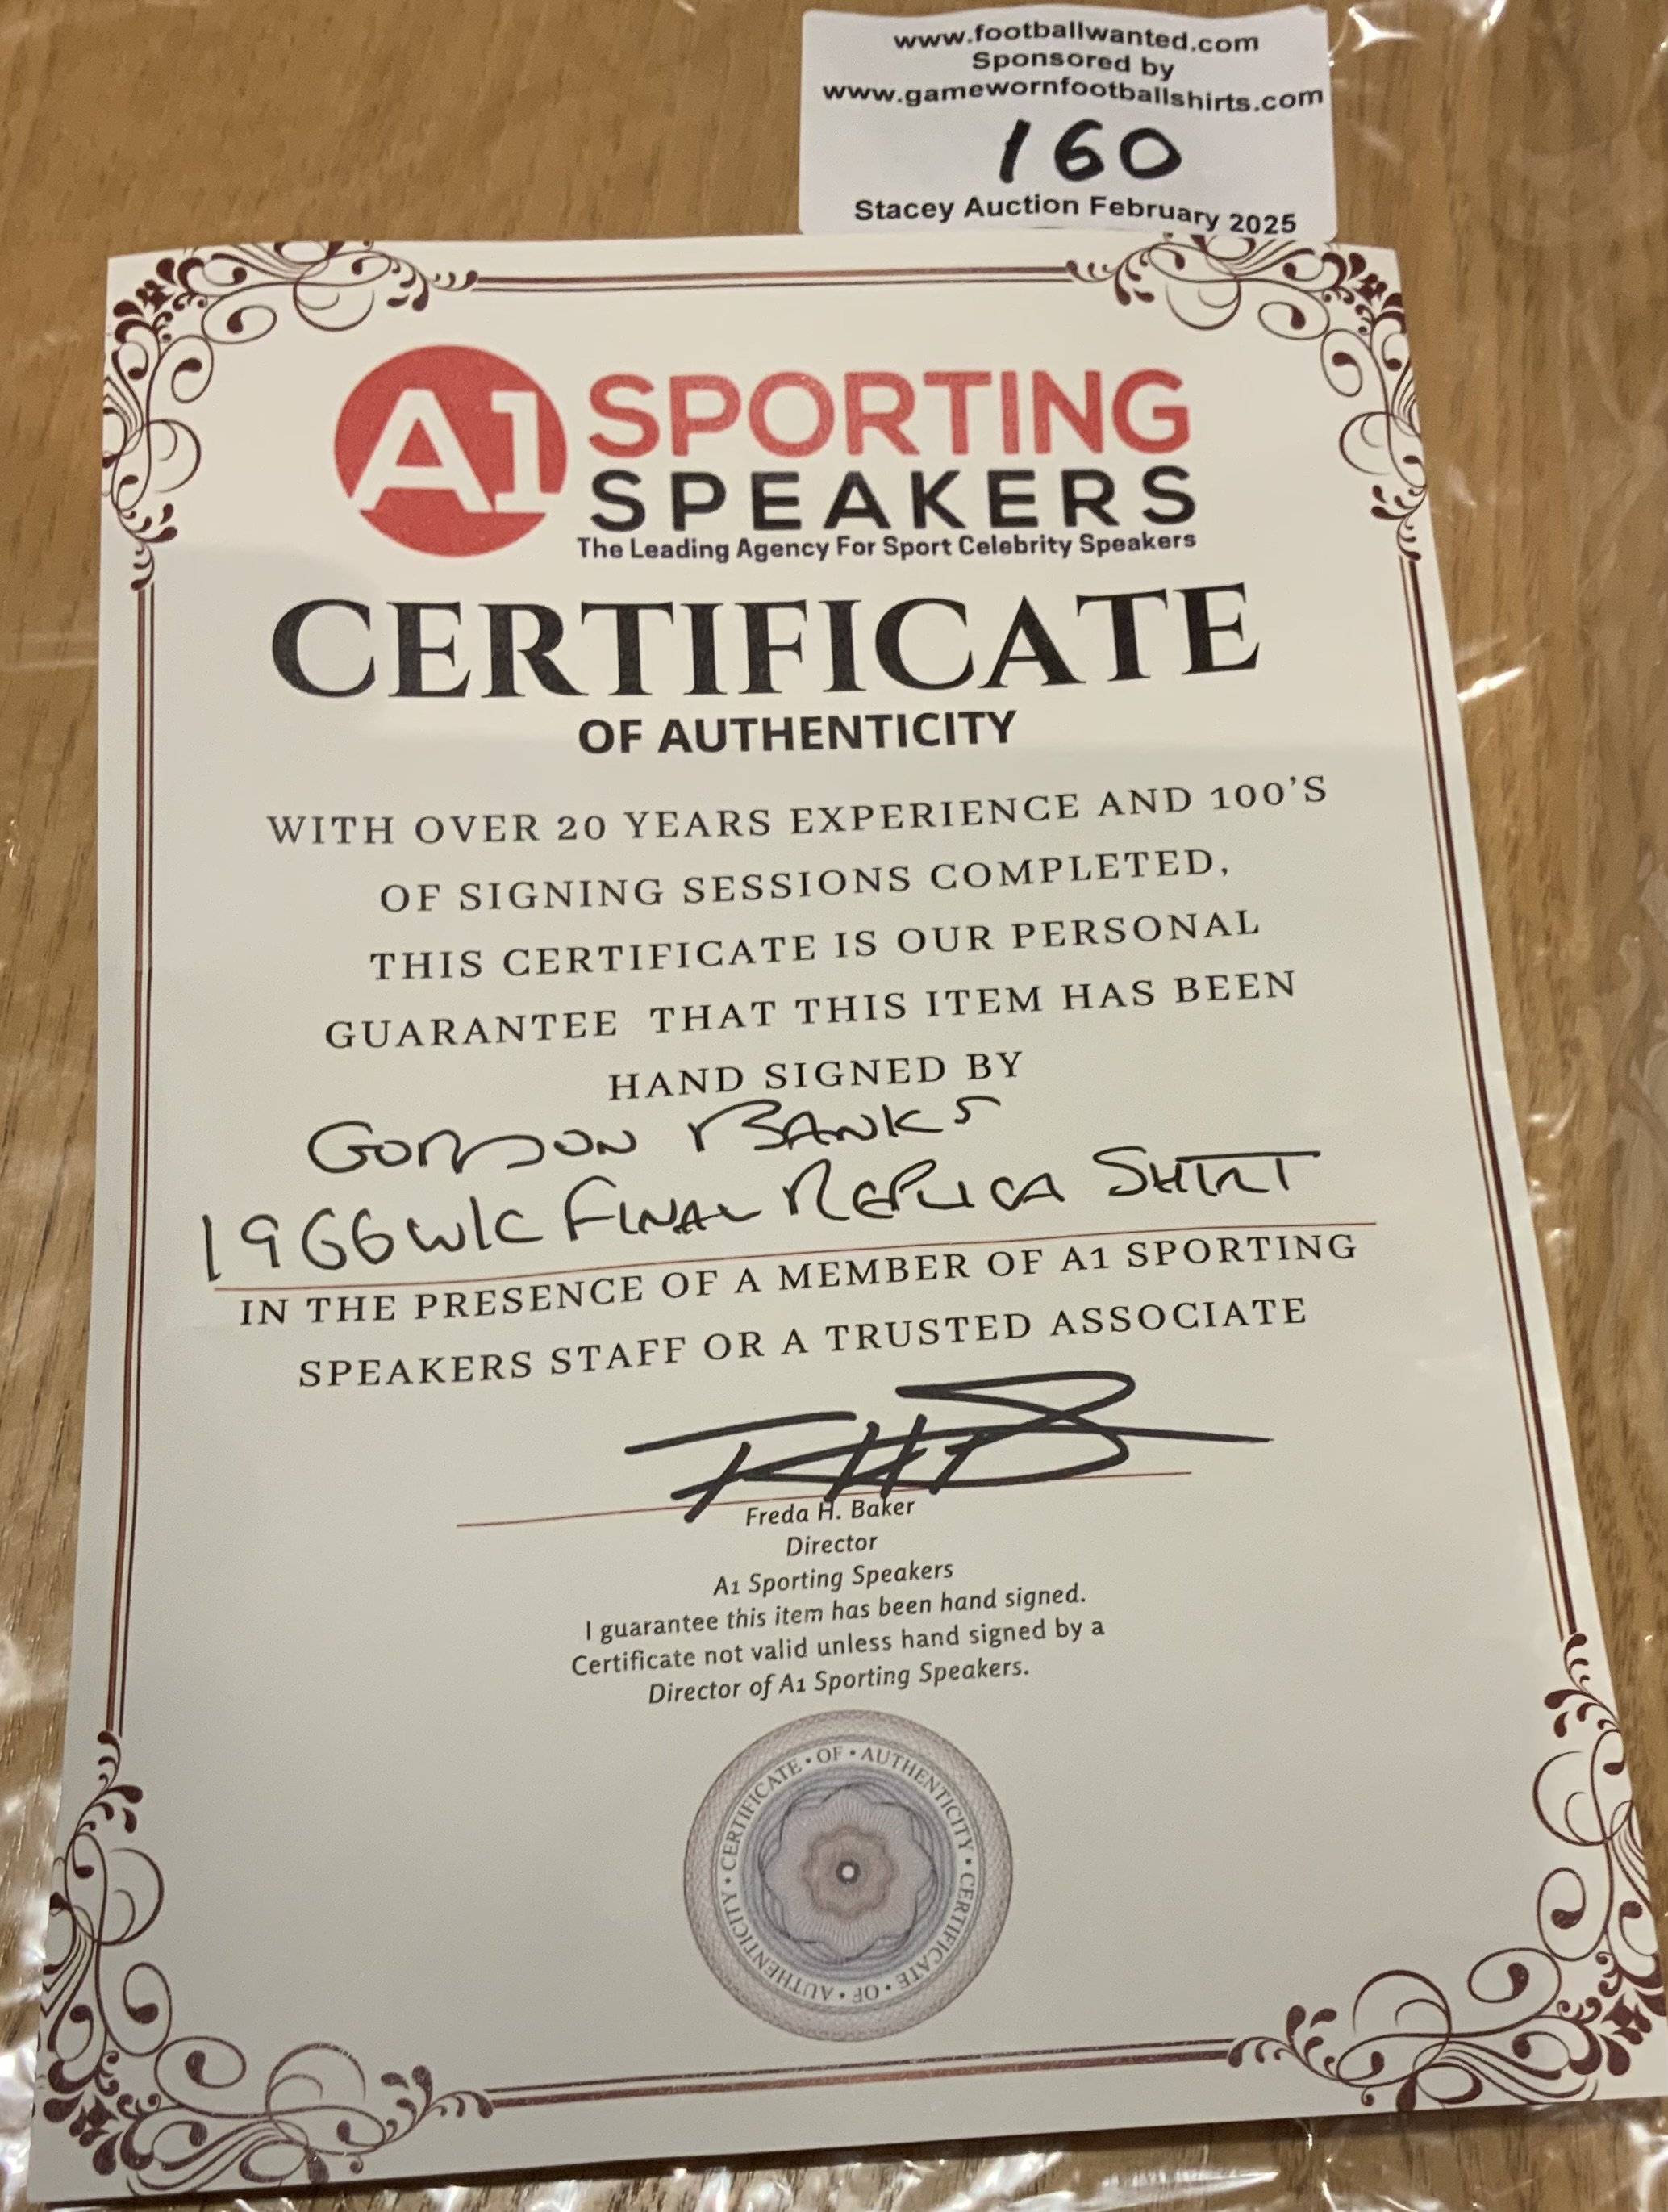 www.footballwanted.com
Sponsored by
www.gamewornfootballshirts.com
160
Stacey Auction February 2025
A1 SPORTING
SPEAKERS
The Leading Agency For Sport Celebrity Speakers
CERTIFICATE
OF AUTHENTICITY
WITH OVER 20 YEARS EXPERIENCE AND 100'S
OF SIGNING SESSIONS COMPLETED,
THIS CERTIFICATE IS OUR PERSONAL
GUARANTEE THAT THIS ITEM HAS BEEN
HAND SIGNED BY
GORDON BANKS
1966 W/C FINAL REPLICA SHIRT
IN THE PRESENCE OF A MEMBER OF A1 SPORTING
SPEAKERS STAFF OR A TRUSTED ASSOCIATE
Freda H. Baker
Director
A1 Sporting Speakers
I guarantee this item has been hand signed.
Certificate not valid unless hand signed by a
Director of A1 Sporting Speakers.
CERTIFICATE • OF • AUTHENTICITY • CERTIFICATE • OF • AUTHENTICITY •